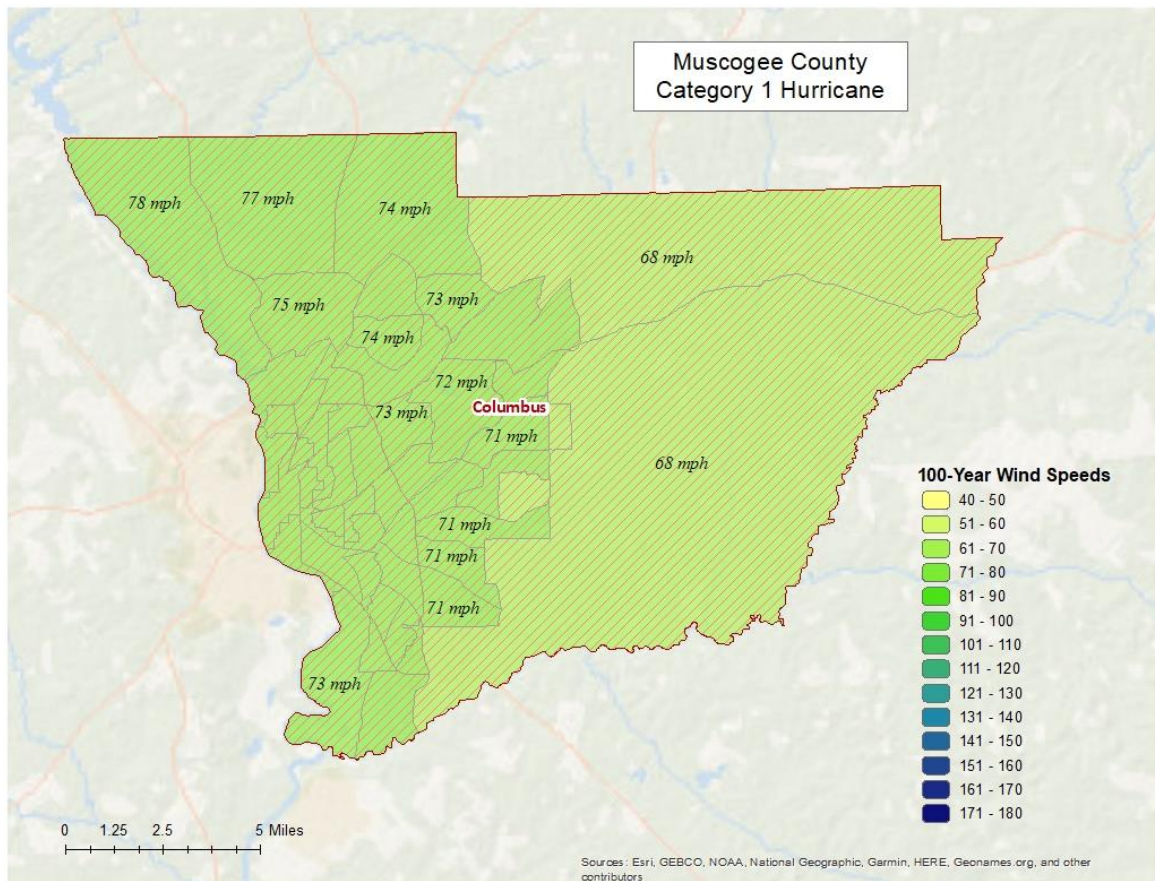 Muscogee County
Category 1 Hurricane
78 mph
77 mph
74 mph
68 mph
75 mph
73 mph
74 mph
72 mph
Columbus
73 mph
71 mph
68 mph
71 mph
71 mph
71 mph
73 mph
100-Year Wind Speeds
40 - 50
51 - 60
61 - 70
71 - 80
81 - 90
91 - 100
101 - 110
111 - 120
121 - 130
131 - 140
141 - 150
151 - 160
161 - 170
171 - 180
0 1.25 2.5 5 Miles
Sources: Esri, GEBCO, NOAA, National Geographic, Garmin, HERE, Geonames.org, and other
contributors